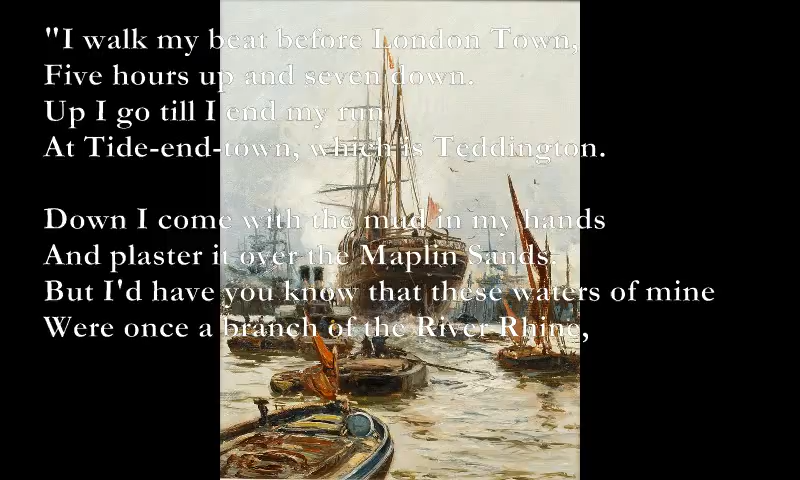 "I walk my beat before London Town,
Five hours up and seven down.
Up I go till I end my run
At Tide-end-town, which is Teddington.
Down I come with the mud in my hands
And plaster it over the Maplin Sands.
But I'd have you know that these waters of mine
Were once a branch of the River Rhine,